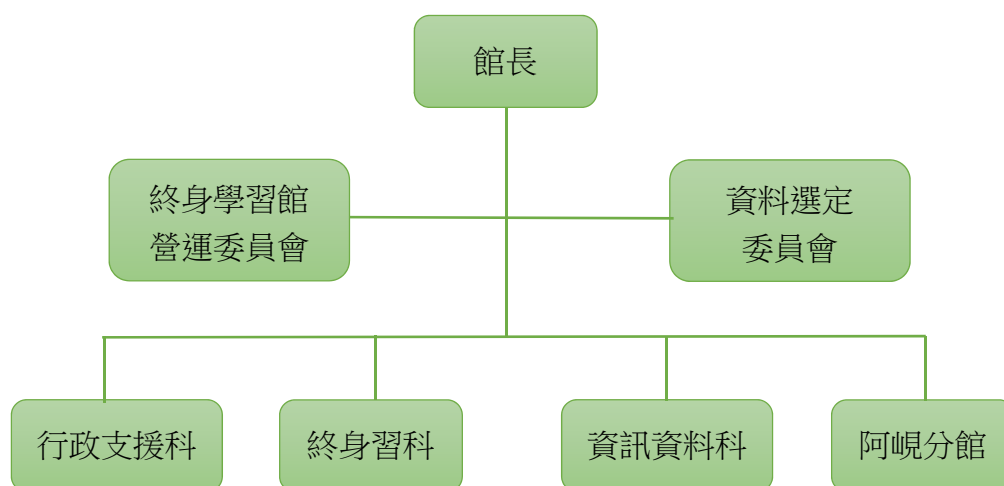 館長
終身學習館
營運委員會
資料選定
委員會
行政支援科
終身習科
資訊資料科
阿峴分館